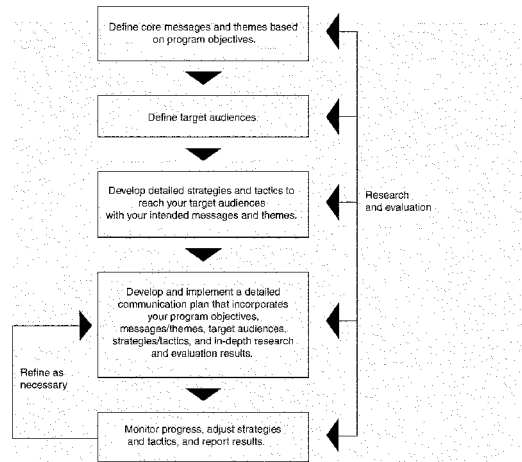 Define core messages and themes based
on program objectives.
Define target audiences.
Develop detailed strategies and tactics to
reach your target audiences
with your intended messages and themes.
Research
and evaluation
Develop and implement a detailed
communication plan that incorporates
your program objectives,
messages/themes, target audiences,
strategies/tactics, and in-depth research
and evaluation results.
Refine as
necessary
Monitor progress, adjust strategies
and tactics, and report results.